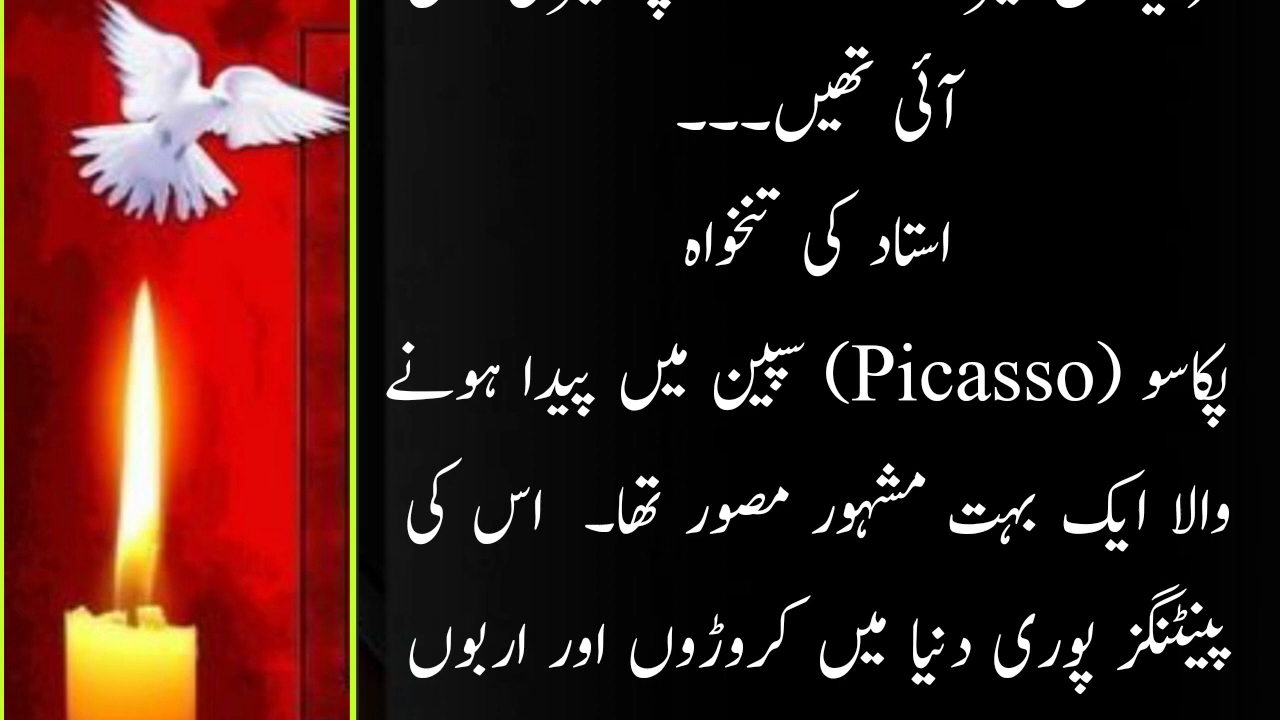 آئی تھیں۔۔۔
استاد کی تنخواہ
پکاسو (Picasso) سپین میں پیدا ہونے
والا ایک بہت مشہور مصور تھا۔ اس کی
پینٹنگز پوری دنیا میں کروڑوں اور اربوں